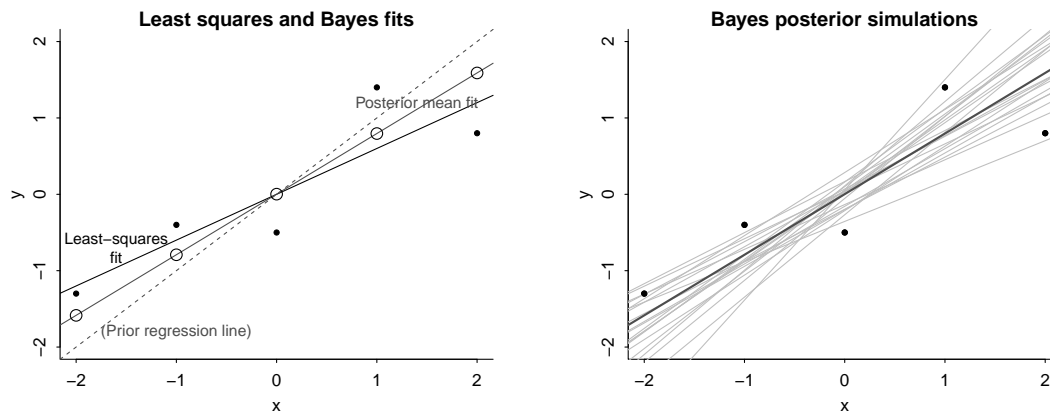 Least squares and Bayes fits
2
1
0
−1
−2
y
Posterior mean fit
Least−squares
fit
(Prior regression line)
−2 −1 0 1 2
x
Bayes posterior simulations
2
1
0
−1
−2
y
−2 −1 0 1 2
x